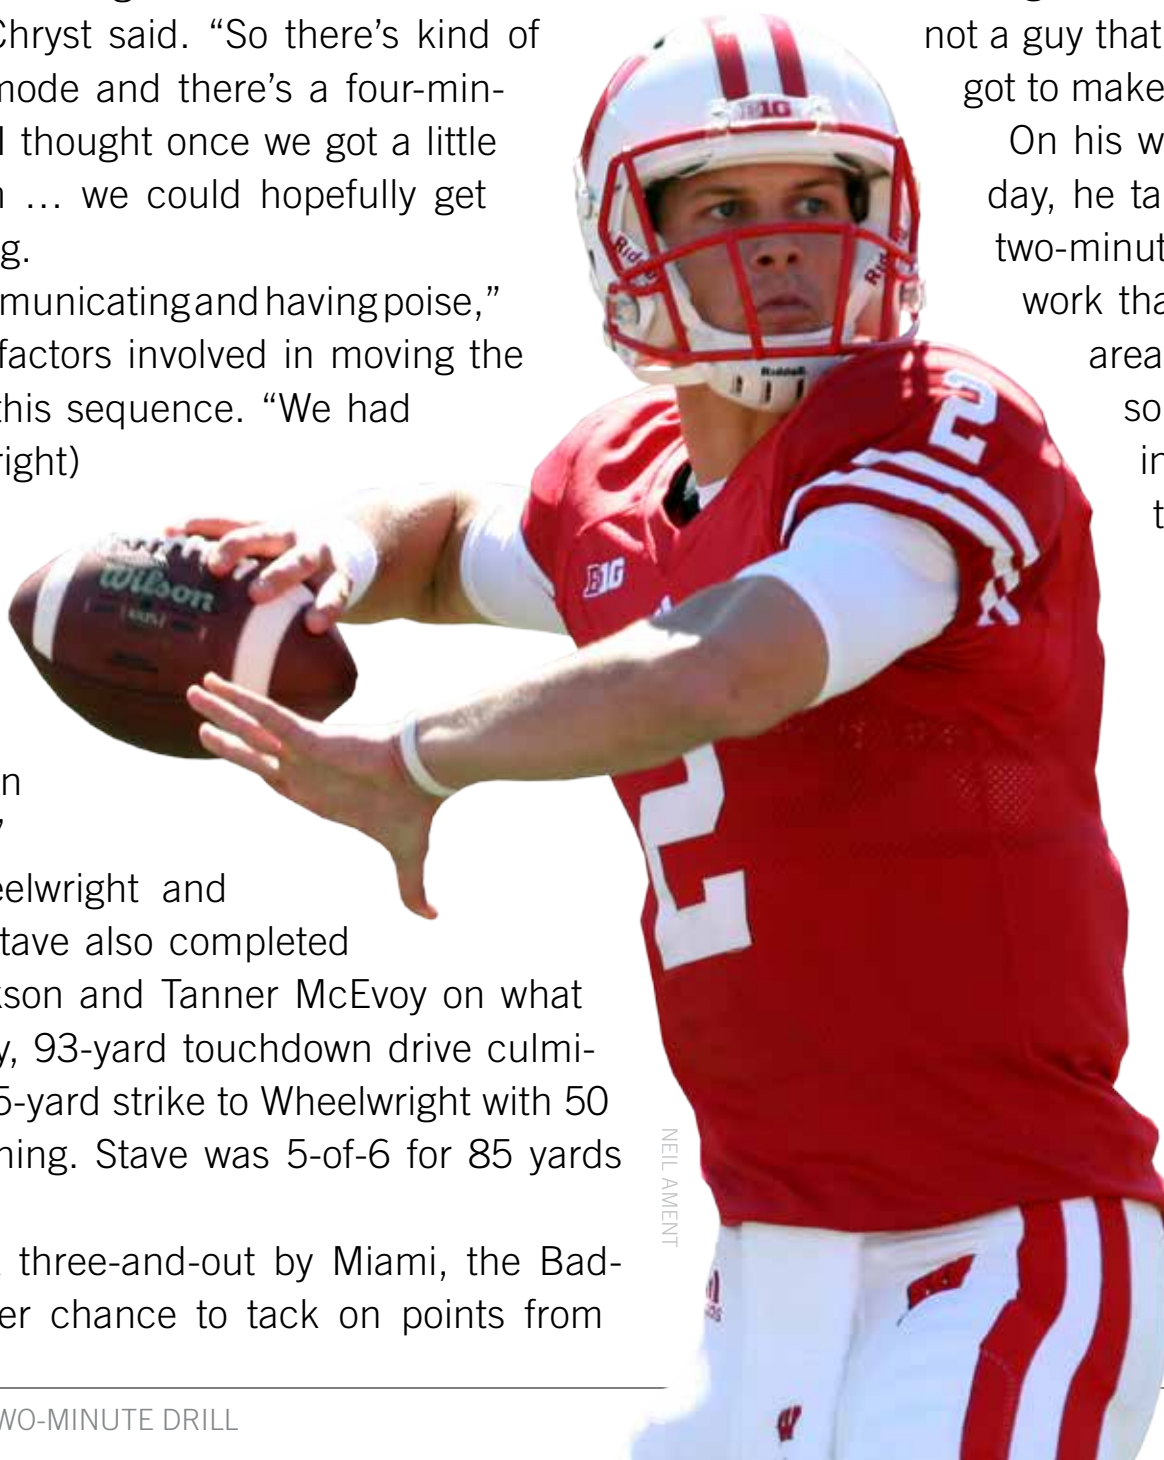 Chryst said. “So there’s kind of
mode and there’s a four-min-
I thought once we got a little
… we could hopefully get
g.
municating and having poise,”
factors involved in moving the
this sequence. “We had
right)
n
”
eelwright and
tave also completed
kson and Tanner McEvoy on what
y, 93-yard touchdown drive culmi-
5-yard strike to Wheelwright with 50
ning. Stave was 5-of-6 for 85 yards
three-and-out by Miami, the Bad-
er chance to tack on points from
WO-MINUTE DRILL
not a guy that
got to make
On his w
day, he ta
two-minut
work tha
area
so
in
t
B1G
Riddell
2
B1G
Wilson
2
NEIL AMENT
W